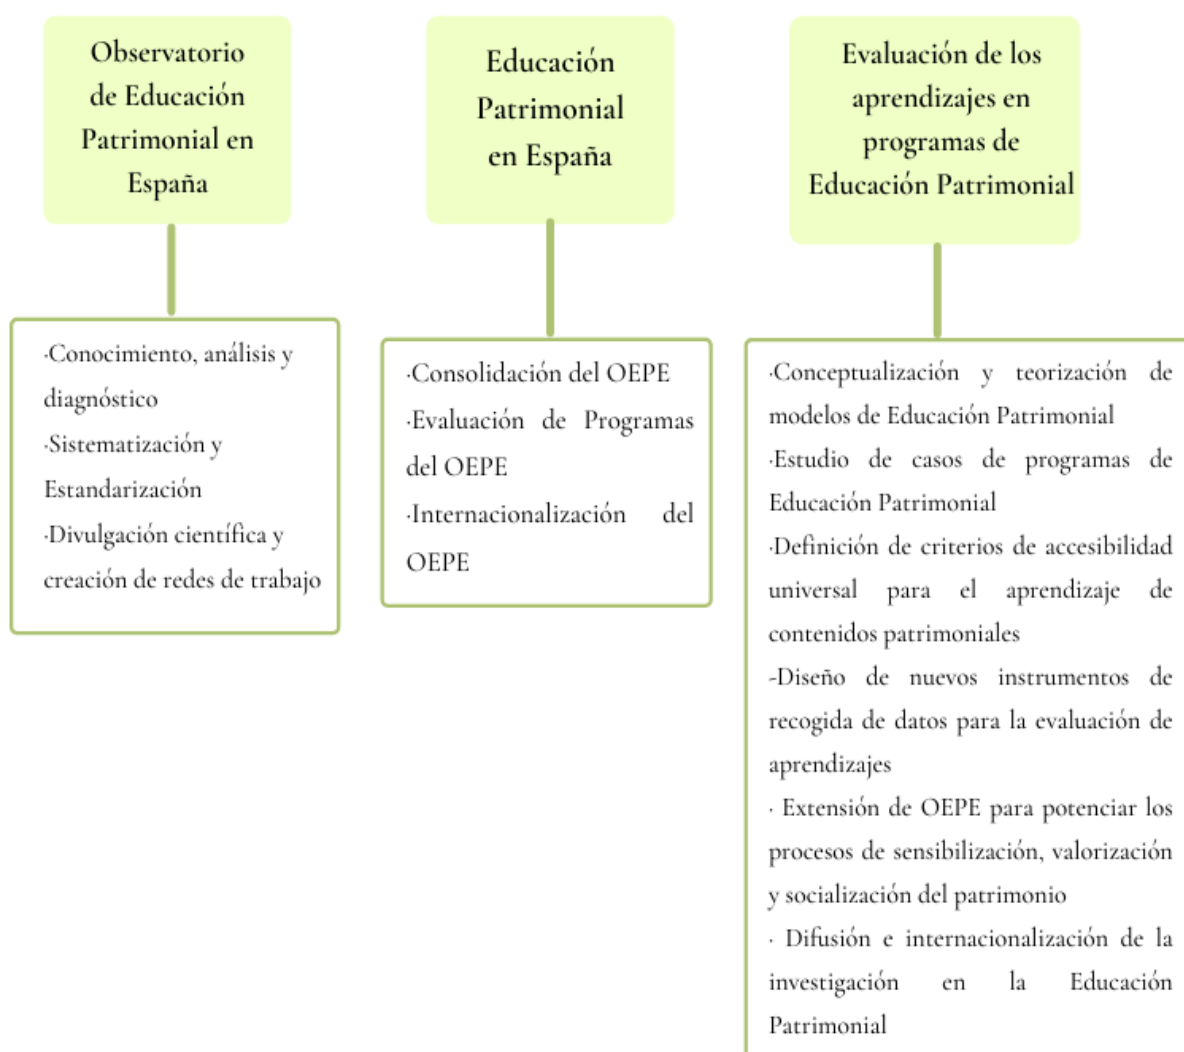 Observatorio
de Educación
Patrimonial en
España
·Conocimiento, análisis y
diagnóstico
·Sistematización y
Estandarización
·Divulgación científica y
creación de redes de trabajo
Educación
Patrimonial
en España
·Consolidación del OEPE
·Evaluación de Programas
del OEPE
·Internacionalización del
OEPE
Evaluación de los
aprendizajes en
programas de
Educación Patrimonial
·Conceptualización y teorización de
modelos de Educación Patrimonial
·Estudio de casos de programas de
Educación Patrimonial
·Definición de criterios de accesibilidad
universal para el aprendizaje de
contenidos patrimoniales
-Diseño de nuevos instrumentos de
recogida de datos para la evaluación de
aprendizajes
· Extensión de OEPE para potenciar los
procesos de sensibilización, valorización
y socialización del patrimonio
· Difusión e internacionalización de la
investigación en la Educación
Patrimonial